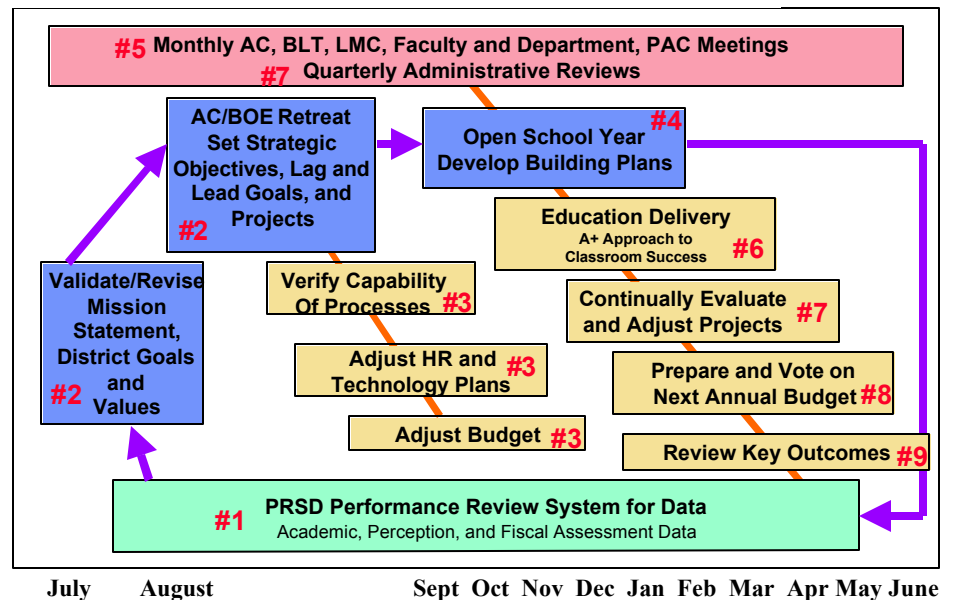 #5 Monthly AC, BLT, LMC, Faculty and Department, PAC Meetings
#7 Quarterly Administrative Reviews
AC/BOE Retreat
Set Strategic
Objectives, Lag and
Lead Goals, and
Projects
#2
#4
Open School Year
Develop Building Plans
Education Delivery
A+ Approach to
Classroom Success
#6
Validate/Revise
Mission
Statement,
District Goals
and
Values
#2
Verify Capability
Of Processes #3
Continually Evaluate
and Adjust Projects #7
Adjust HR and
Technology Plans #3
Prepare and Vote on
Next Annual Budget #8
Adjust Budget #3
Review Key Outcomes #9
#1 PRSD Performance Review System for Data
Academic, Perception, and Fiscal Assessment Data
July August Sept Oct Nov Dec Jan Feb Mar Apr May June